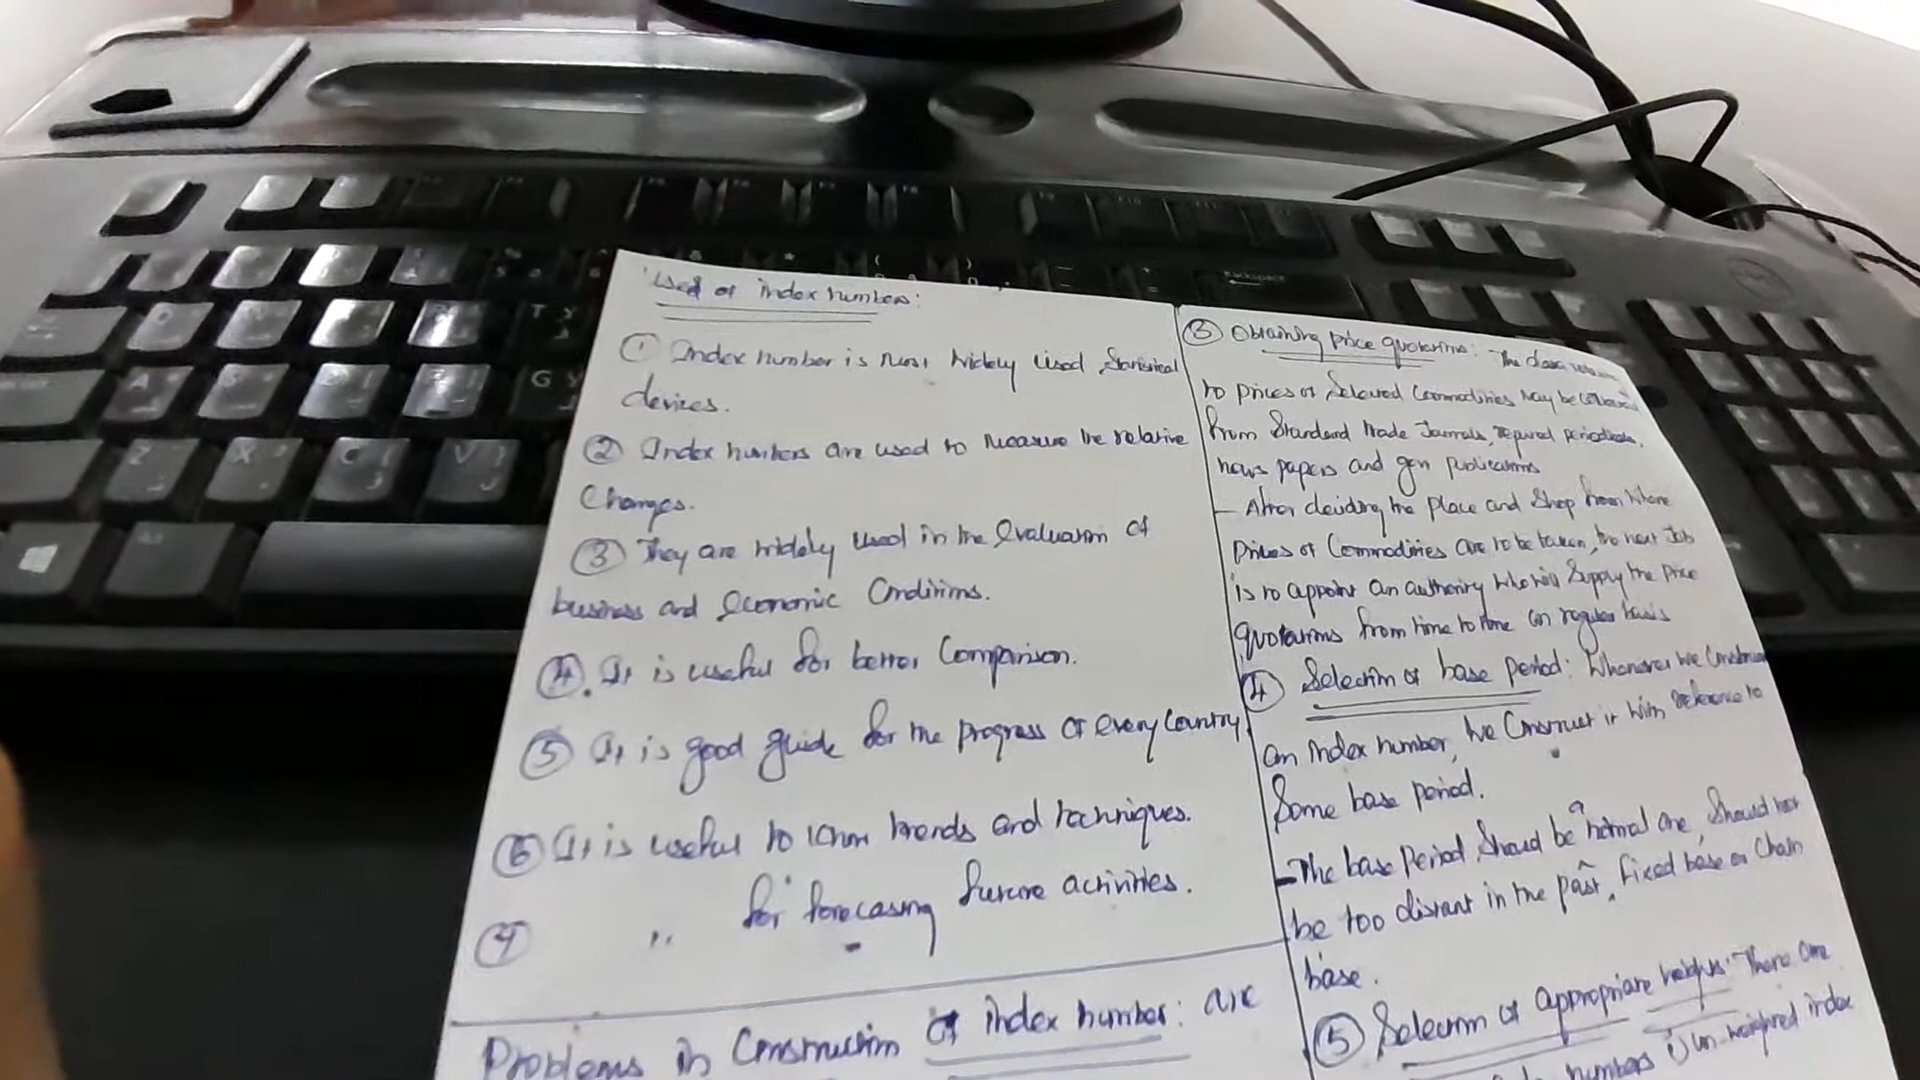 Used of index number:
① Index number is most widely used Statistical
devices.
② Index numbers are used to measure the relative
Changes.
③ They are widely used in the evaluation of
business and Economic Conditions.
④. It is useful for better Comparison.
⑤ It is good guide for the progress of every Country
⑥ It is useful to know trends and techniques.
⑦ ,, for forecasing future activities.
Problems in Construction of index number: are
③ Obtaining price quotations: The data relating
to prices of Selected Commodities may be
from Standard trade Journals, periodicals,
news papers and gov publications
- After deciding the place and Shop from where
prices of Commodities are to be taken, the next Job
is to appoint an authority who will Supply the price
quotations from time to time on regular basis
④ Selection of base period: Whenever we Construct
an index number, we Construct it with reference to
Some base period.
- The base period should be a normal one, Should not
be too distant in the past, fixed base or Chain
base.
⑤ Selection of appropriate weights: There are
numbers i) un weighted index
T
G
A
S
Z
X
C
V
Backspace